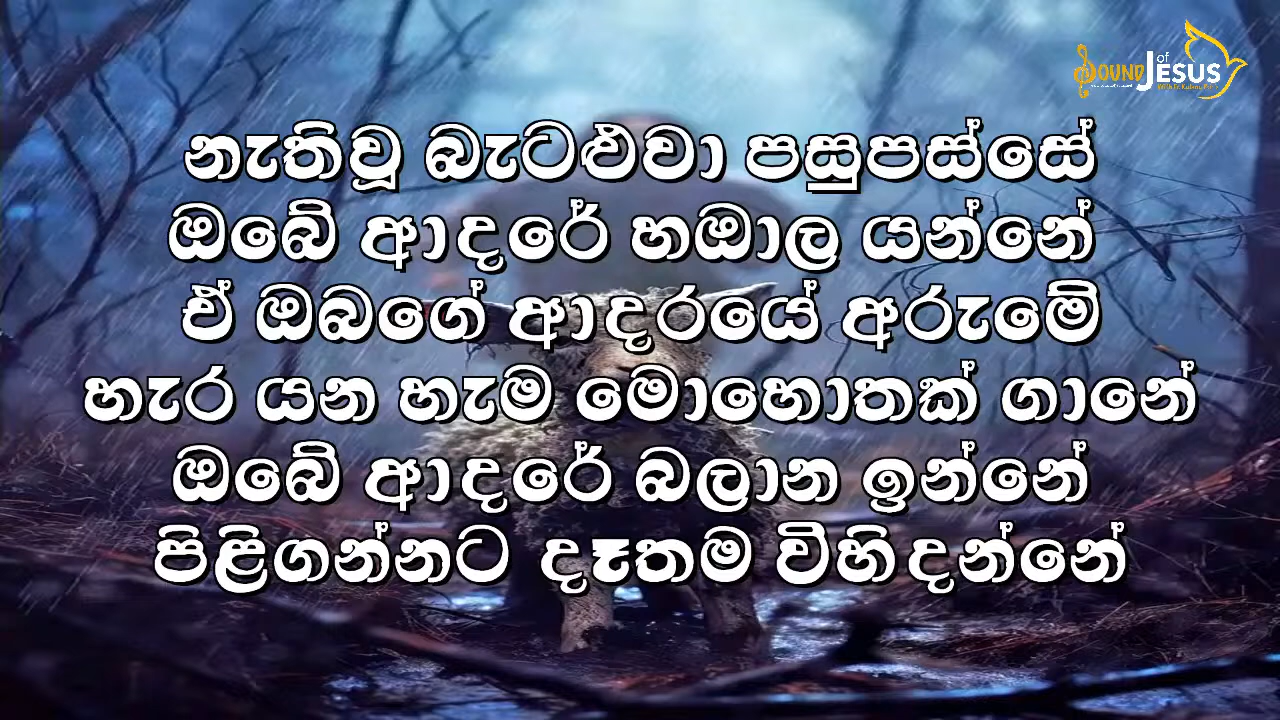 Sound of Jesus
නැතිවූ බැටළුවා පසුපස්සේ
ඔබේ ආදරේ හඔාල යන්නේ
ඒ ඔබගේ ආදරයේ අරුමේ
හැර යන හැම මොහොතක් ගානේ
ඔබේ ආදරේ බලාන ඉන්නේ
පිළිගන්නට දෑතම විහිදන්නේ